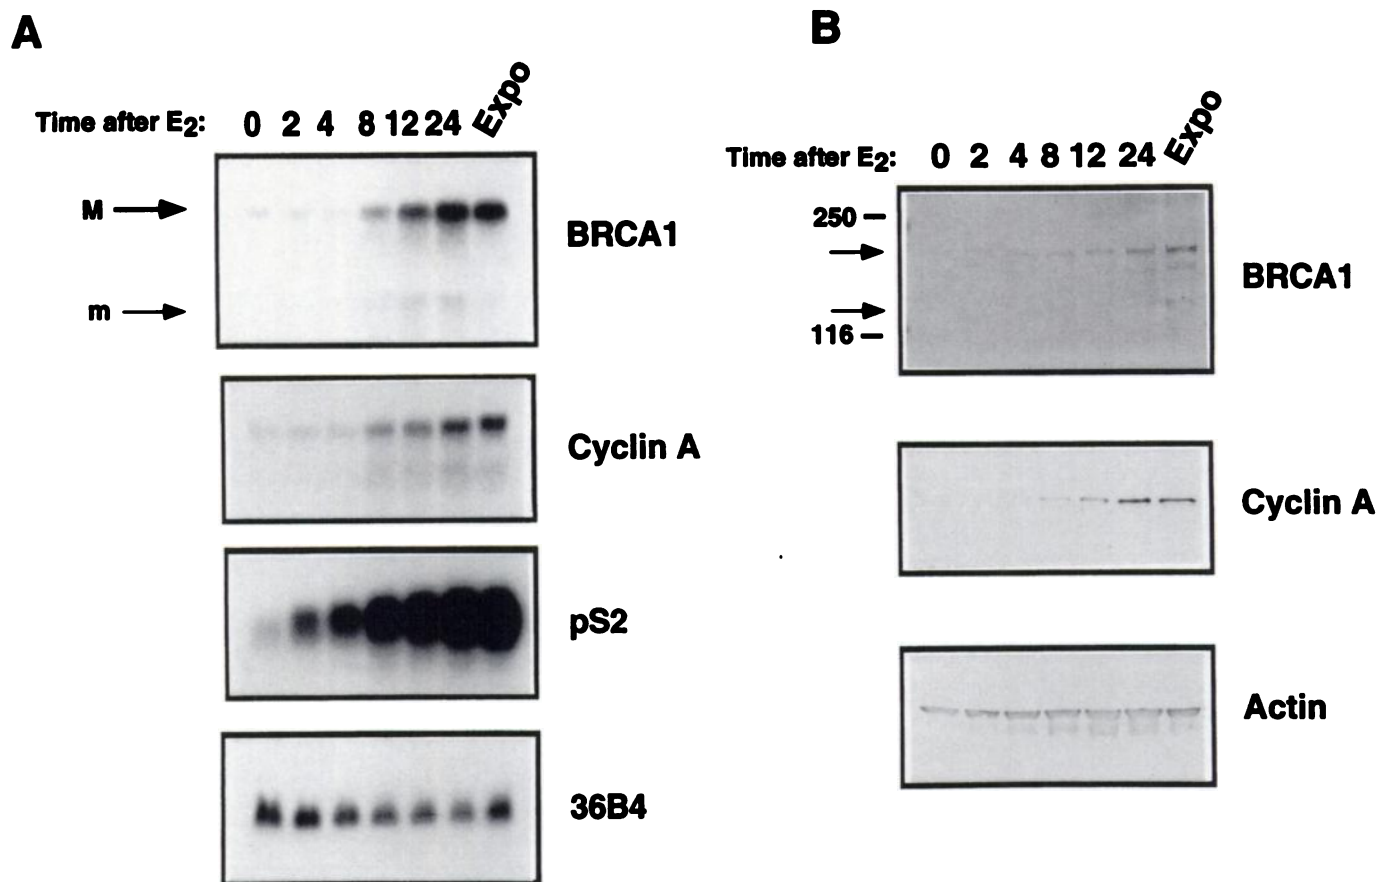 A
Time after E2: 0 2 4 8 12 24 Expo
M
BRCA1
m
Cyclin A
pS2
36B4
B
Time after E2: 0 2 4 8 12 24 Expo
250
BRCA1
116
Cyclin A
Actin